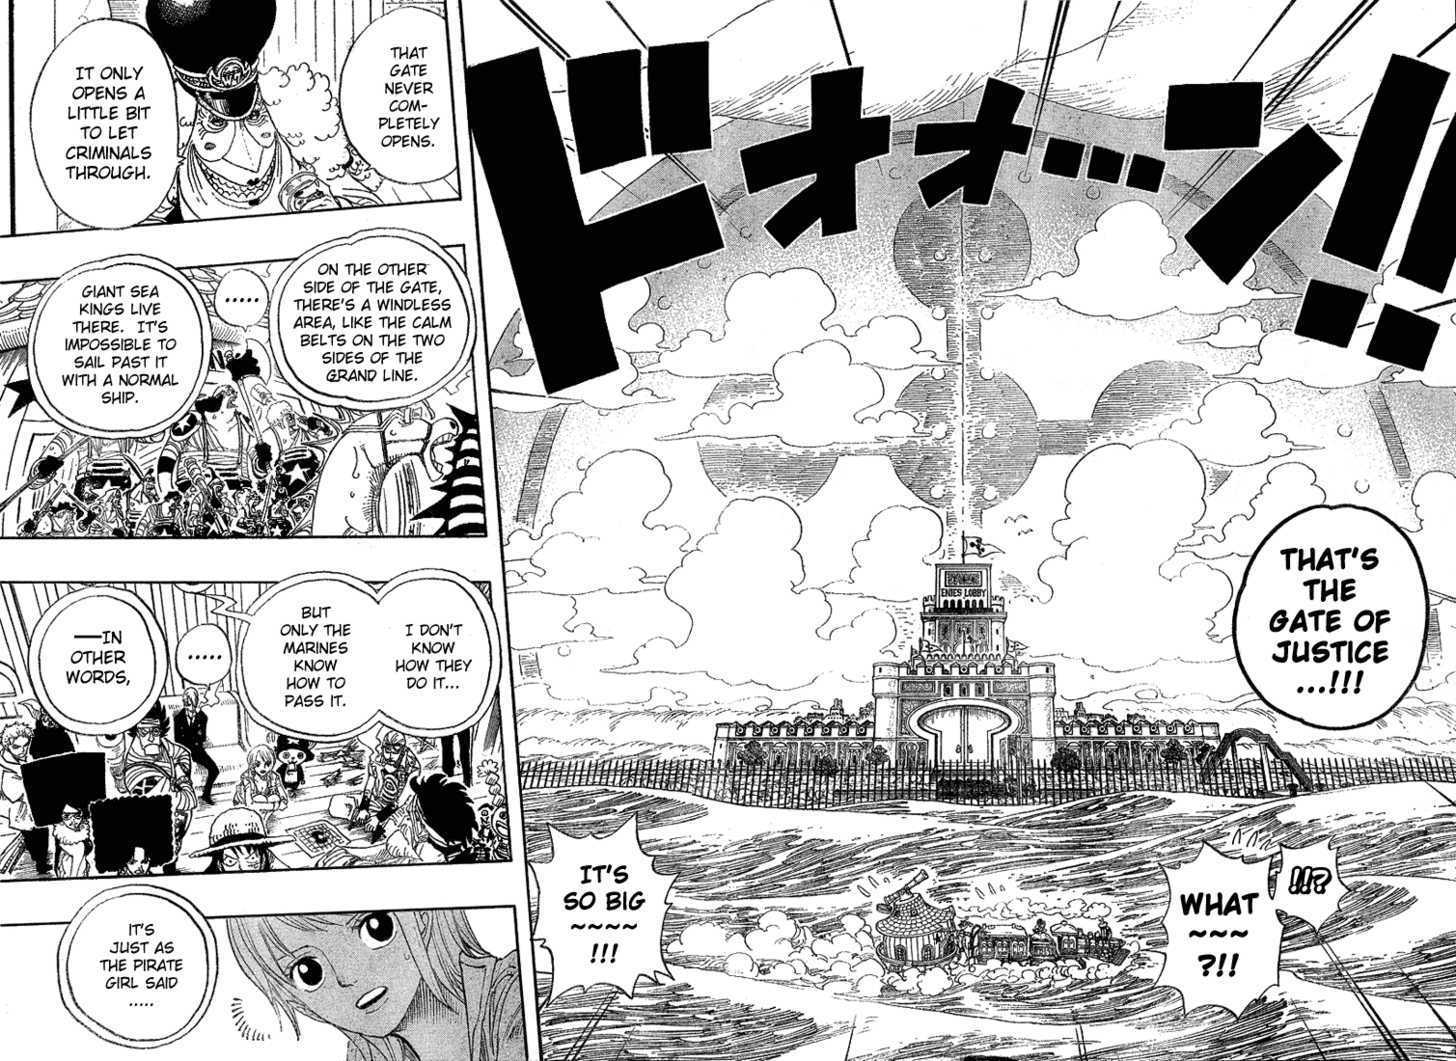 ドオオ…ン!!
ENIES LOBBY
THAT'S
THE
GATE OF
JUSTICE
...!!!
!!?
WHAT
~~~
?!!
IT'S
SO BIG
~~~~
!!!
THAT
GATE
NEVER
COM-
PLETELY
OPENS.
IT ONLY
OPENS A
LITTLE BIT
TO LET
CRIMINALS
THROUGH.
ON THE OTHER
SIDE OF THE GATE,
THERE'S A WINDLESS
AREA, LIKE THE CALM
BELTS ON THE TWO
SIDES OF THE
GRAND LINE.
.....
GIANT SEA
KINGS LIVE
THERE. IT'S
IMPOSSIBLE TO
SAIL PAST IT
WITH A NORMAL
SHIP.
I DON'T
KNOW
HOW THEY
DO IT...
BUT
ONLY THE
MARINES
KNOW
HOW TO
PASS IT.
.....
—IN
OTHER
WORDS,
IT'S
JUST AS
THE PIRATE
GIRL SAID
.....